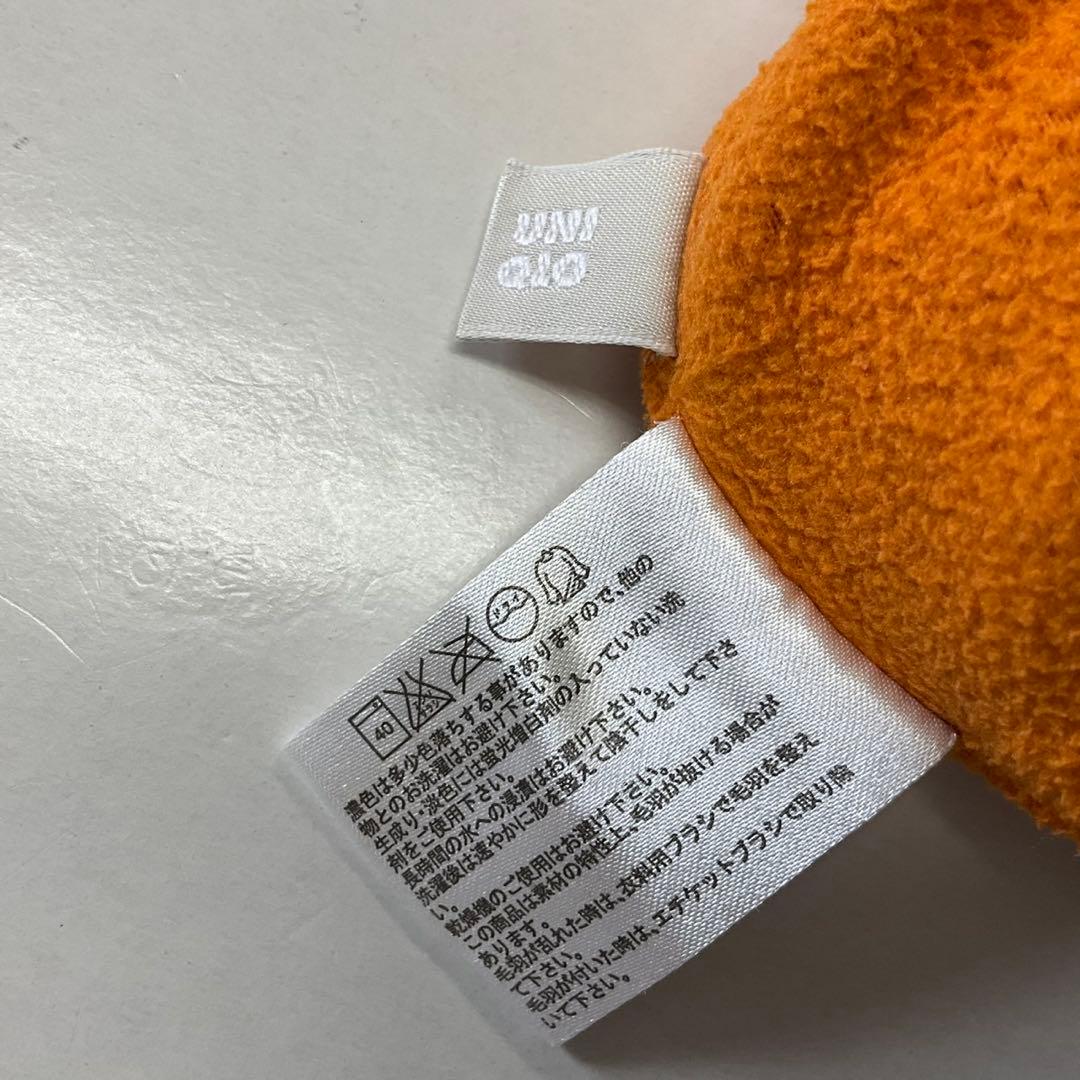 UNI
QLO
40
エンソ
サラシ
ドライ
濃色は多少色落ちする事がありますので、他の
物とのお洗濯はお避け下さい。
生成り・淡色には蛍光増白剤の入っていない洗
剤をご使用下さい。
長時間の水への浸漬はお避け下さい。
洗濯後は速やかに形を整えて陰干しをして下さ
い。
乾燥機のご使用はお避け下さい。
この商品は素材の特性上、毛羽が抜ける場合が
あります。
毛羽が乱れた時は、衣料用ブラシで毛羽を整え
て下さい。
毛羽が付いた時は、エチケットブラシで取り除
いて下さい。